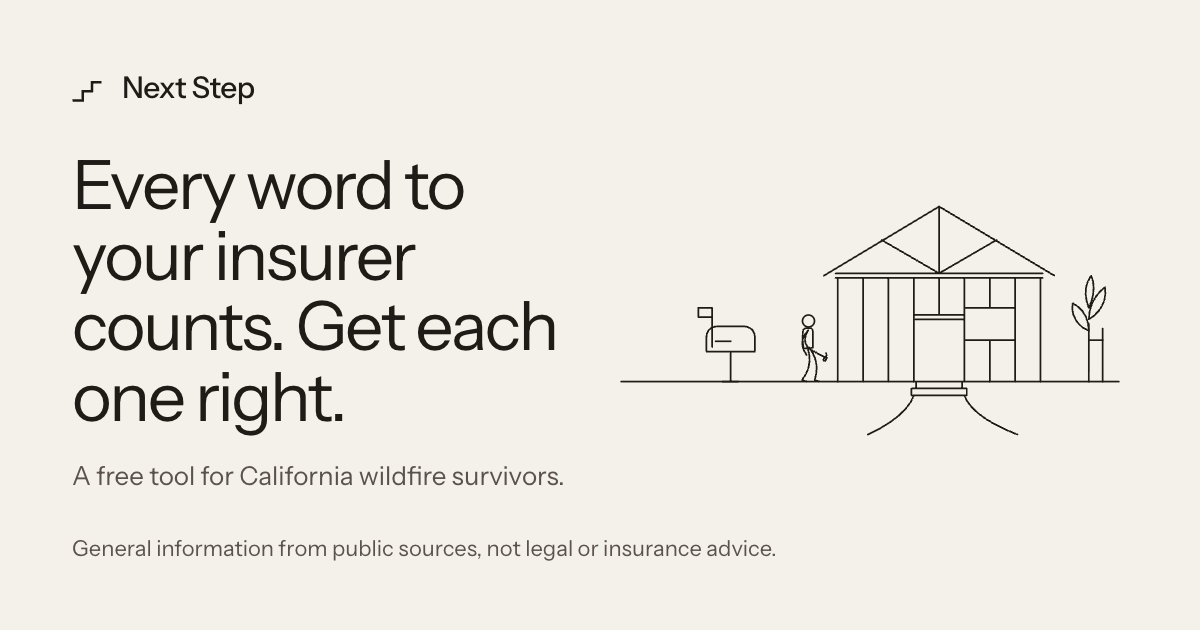 Next Step
Every word to
your insurer
counts. Get each
one right.
A free tool for California wildfire survivors.
General information from public sources, not legal or insurance advice.